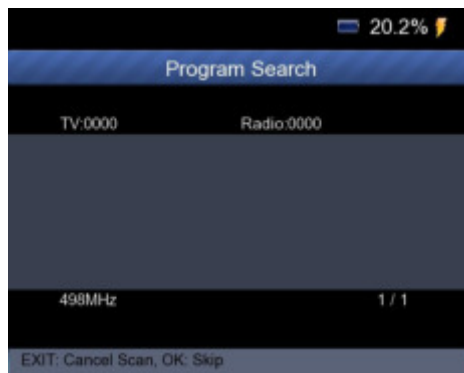 20.2%
Program Search
TV:0000 Radio:0000
498MHz 1 / 1
EXIT: Cancel Scan, OK: Skip